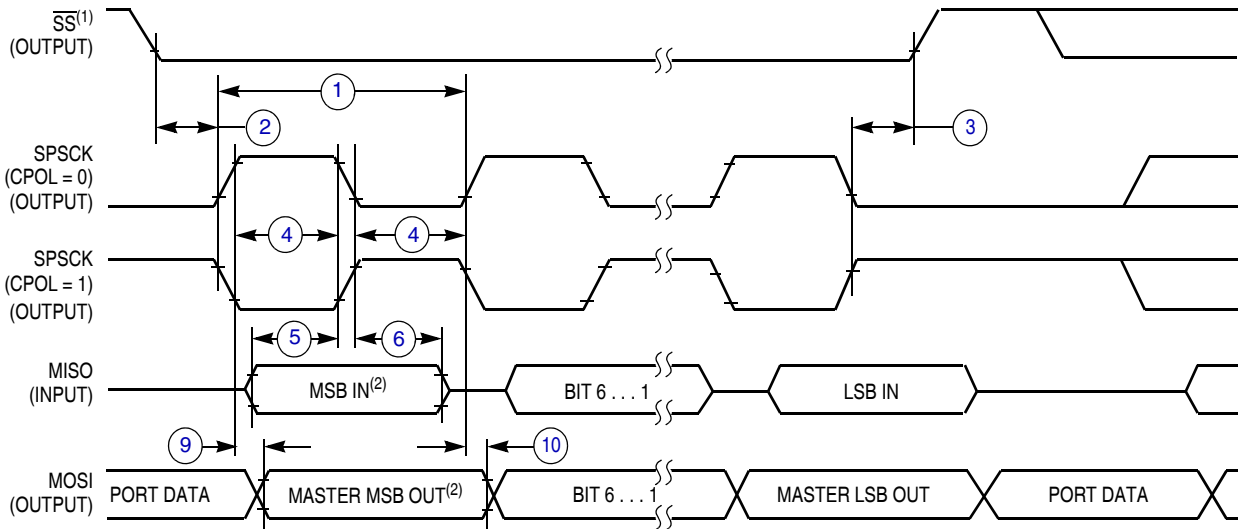 SS(1)
(OUTPUT)
1
2
3
SPSCK
(CPOL = 0)
(OUTPUT)
4
4
SPSCK
(CPOL = 1)
(OUTPUT)
5
6
MISO
(INPUT)
MSB IN(2)
BIT 6 . . . 1
LSB IN
9
10
MOSI
(OUTPUT)
PORT DATA
MASTER MSB OUT(2)
BIT 6 . . . 1
MASTER LSB OUT
PORT DATA